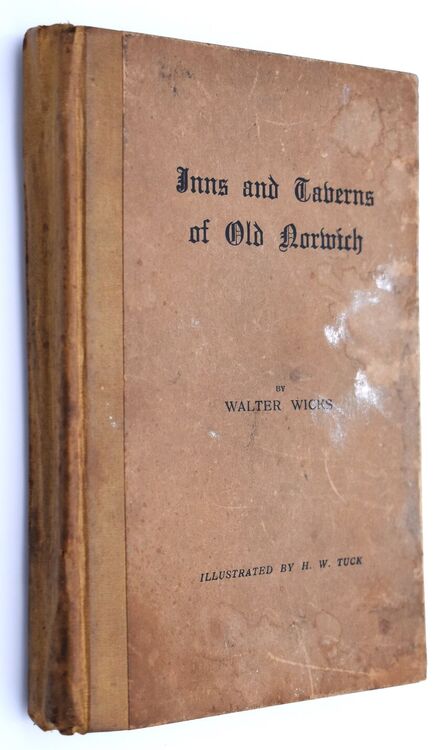 Inns and Taverns
of Old Norwich
BY
WALTER WICKS
ILLUSTRATED BY H. W. TUCK